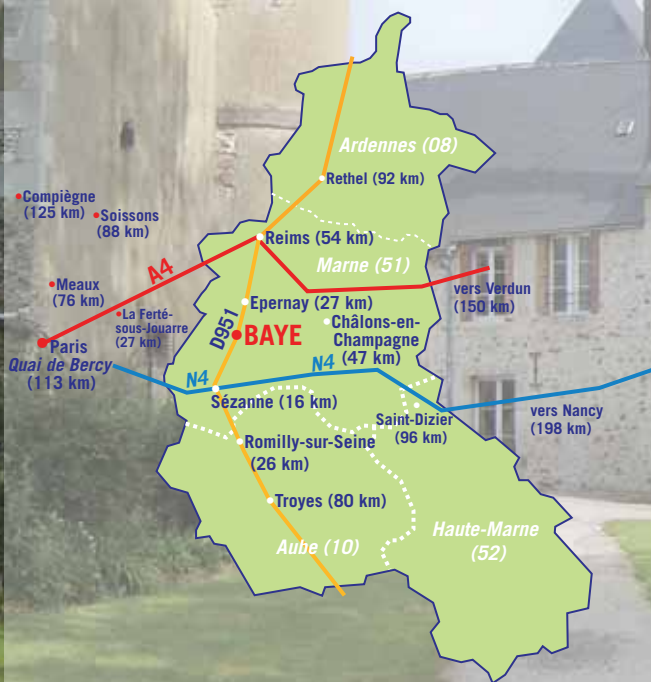 Ardennes (08)
Rethel (92 km)
Compiègne
(125 km)
Soissons
(88 km)
Reims (54 km)
A4
Marne (51)
Meaux
(76 km)
vers Verdun
(150 km)
Epernay (27 km)
La Ferté-
sous-Jouarre
(27 km)
D951
BAYE
Châlons-en-
Champagne
(47 km)
Paris
Quai de Bercy
(113 km)
N4
N4
Sézanne (16 km)
Saint-Dizier
(96 km)
vers Nancy
(198 km)
Romilly-sur-Seine
(26 km)
Troyes (80 km)
Aube (10)
Haute-Marne
(52)